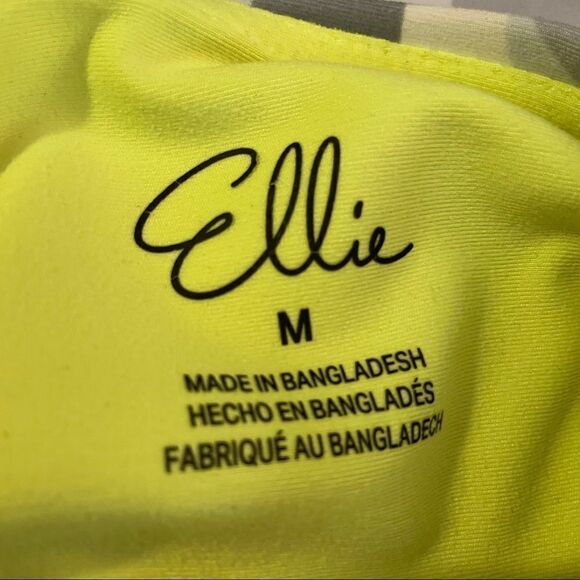 Ellie
M
MADE IN BANGLADESH
HECHO EN BANGLADÉS
FABRIQUÉ AU BANGLADECH